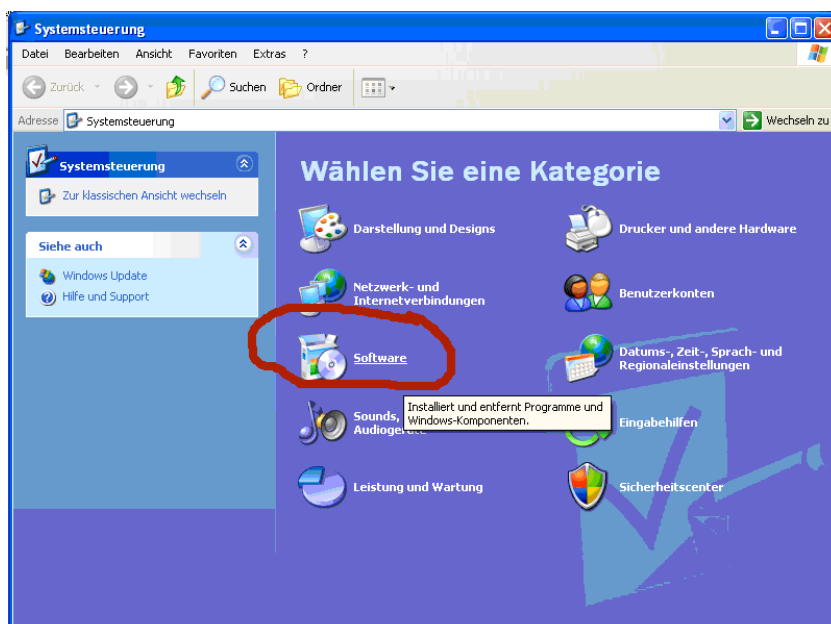 Systemsteuerung
Datei Bearbeiten Ansicht Favoriten Extras ?
Zurück Suchen Ordner
Adresse Systemsteuerung Wechseln zu
Systemsteuerung
Zur klassischen Ansicht wechseln
Siehe auch
Windows Update
Hilfe und Support
Wählen Sie eine Kategorie
Darstellung und Designs
Drucker und andere Hardware
Netzwerk- und
Internetverbindungen
Benutzerkonten
Software
Datums-, Zeit-, Sprach- und
Regionaleinstellungen
Installiert und entfernt Programme und
Windows-Komponenten.
Sounds,
Eingabehilfen
Leistung und Wartung
Sicherheitscenter